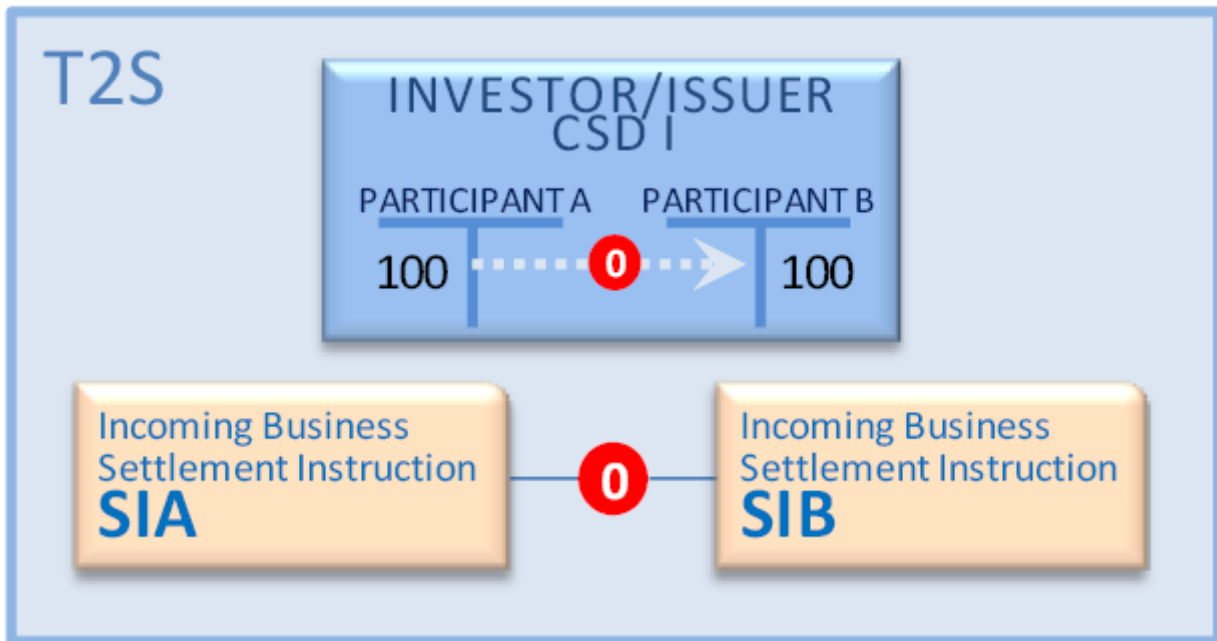 T2S
INVESTOR/ISSUER
CSD I
PARTICIPANT A
PARTICIPANT B
100
0
100
Incoming Business
Settlement Instruction
SIA
0
Incoming Business
Settlement Instruction
SIB